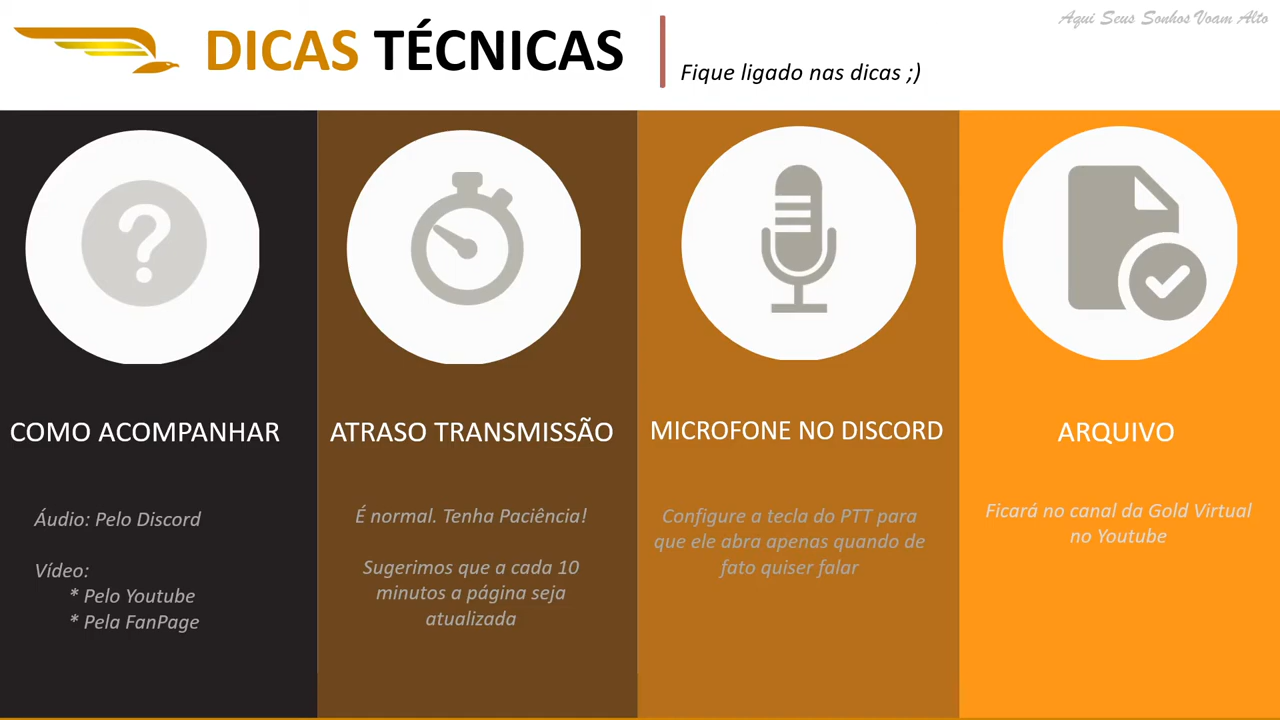 Aqui Seus Sonhos Voam Alto
DICAS TÉCNICAS
Fique ligado nas dicas ;)
COMO ACOMPANHAR
Áudio: Pelo Discord
Vídeo:
* Pelo Youtube
* Pela FanPage
ATRASO TRANSMISSÃO
É normal. Tenha Paciência!
Sugerimos que a cada 10
minutos a página seja
atualizada
MICROFONE NO DISCORD
Configure a tecla do PTT para
que ele abra apenas quando de
fato quiser falar
ARQUIVO
Ficará no canal da Gold Virtual
no Youtube